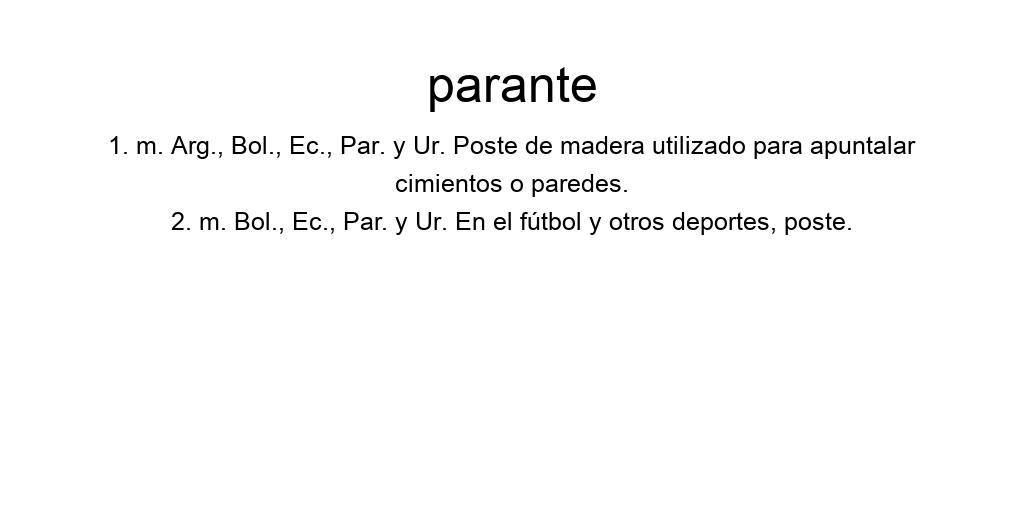 parante
1. m. Arg., Bol., Ec., Par. y Ur. Poste de madera utilizado para apuntalar
cimientos o paredes.
2. m. Bol., Ec., Par. y Ur. En el fútbol y otros deportes, poste.